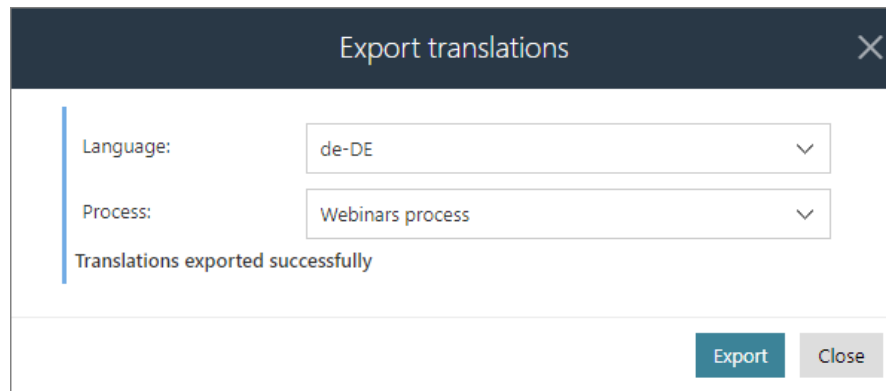 Export translations
Language: de-DE
Process: Webinars process
Translations exported successfully
Export Close